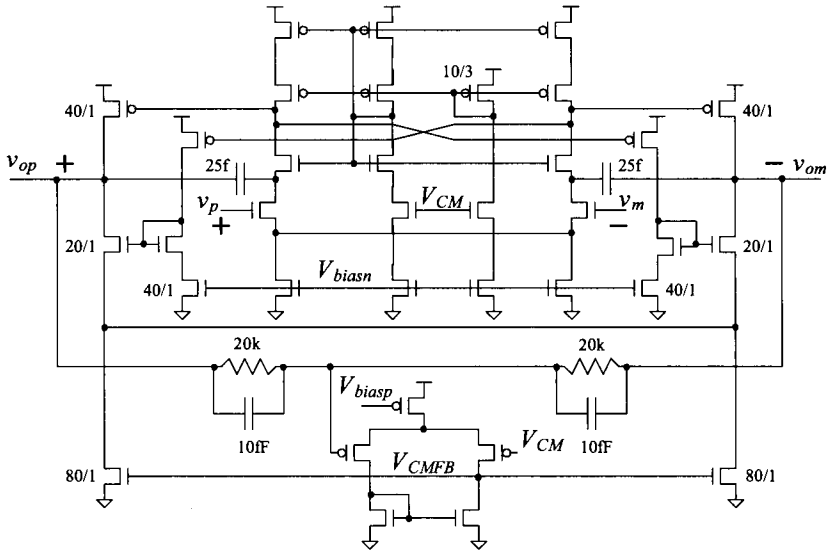 10/3
40/1
40/1
v_op + 25f 25f − v_om
v_p V_CM v_m
+ −
20/1 20/1
40/1 V_biasn 40/1
20k 20k
V_biasp
10fF V_CM 10fF
V_CMFB
80/1 80/1